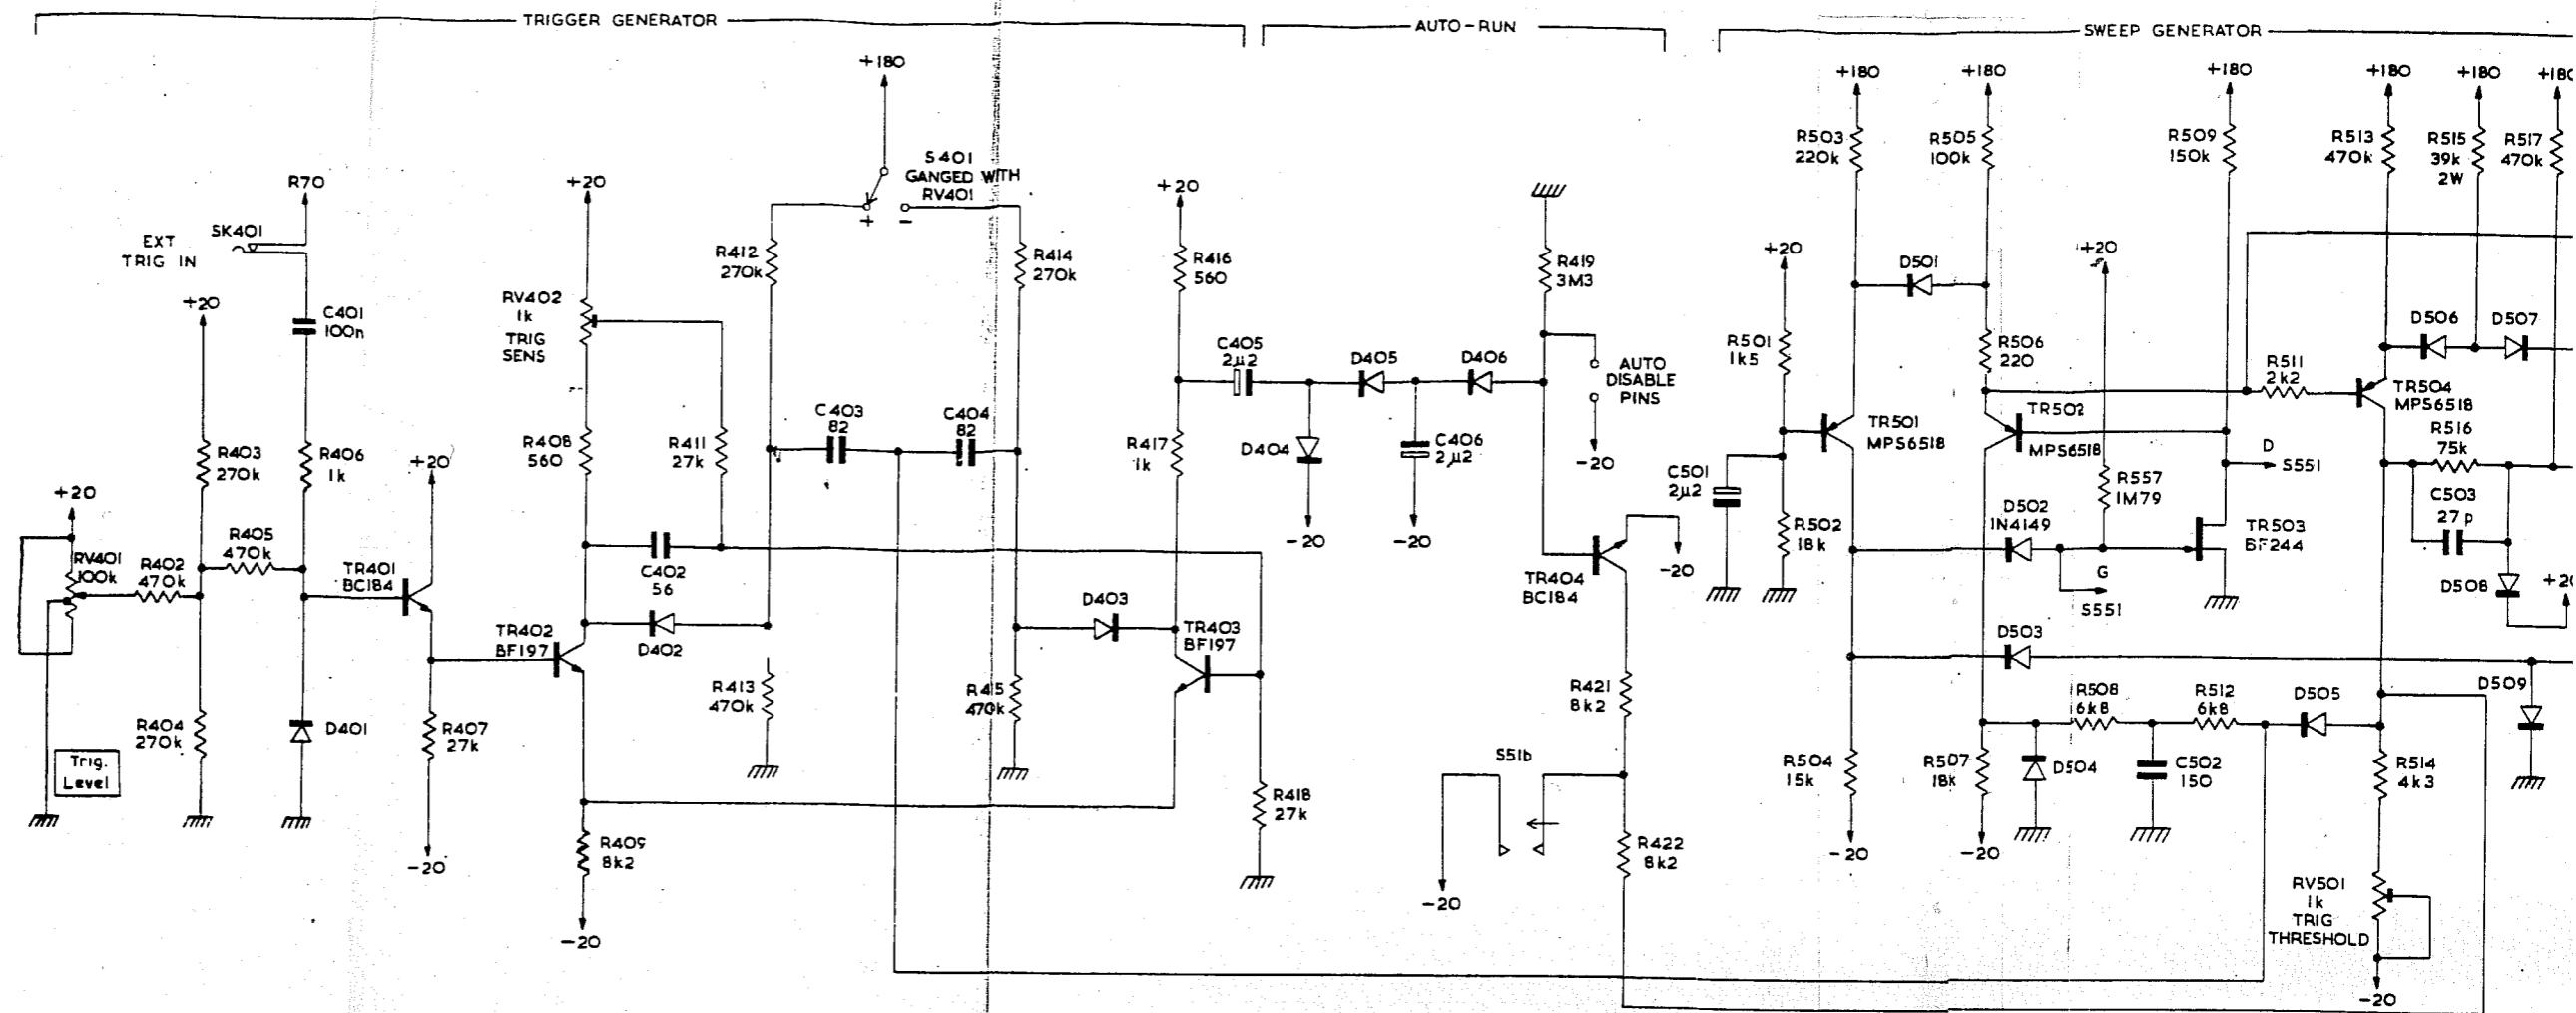 TRIGGER GENERATOR
AUTO-RUN
SWEEP GENERATOR
+180
S401
GANGED WITH
RV401
+
-
R70
SK401
EXT
TRIG IN
C401
100n
+20
R403
270k
R406
1k
+20
RV401
100k
R402
470k
R405
470k
R404
270k
D401
Trig.
Level
TR401
BC184
+20
R407
27k
-20
+20
RV402
1k
TRIG
SENS
R408
560
R411
27k
C402
56
D402
TR402
BF197
R409
8k2
-20
R412
270k
R413
470k
C403
82
C404
82
R414
270k
R415
470k
D403
+20
R416
560
R417
1k
TR403
BF197
R418
27k
C405
2µ2
D404
-20
D405
C406
2µ2
-20
D406
R419
3M3
AUTO
DISABLE
PINS
-20
TR404
BC184
-20
R421
8k2
S51b
-20
R422
8k2
+180
R503
220k
+180
R505
100k
D501
+20
R501
1k5
C501
2µ2
R502
18k
TR501
MPS6518
R506
220
TR502
MPS6518
+180
R509
150k
+20
R557
1M79
D502
1N4149
G
S551
D
S551
TR503
BF244
D503
R504
15k
-20
R507
18k
-20
D504
R508
6k8
C502
150
R512
6k8
D505
R511
2k2
+180
R513
470k
+180
R515
39k
2W
+180
R517
470k
D506
D507
TR504
MPS6518
R516
75k
C503
27p
D508
+20
D509
R514
4k3
RV501
1k
TRIG
THRESHOLD
-20